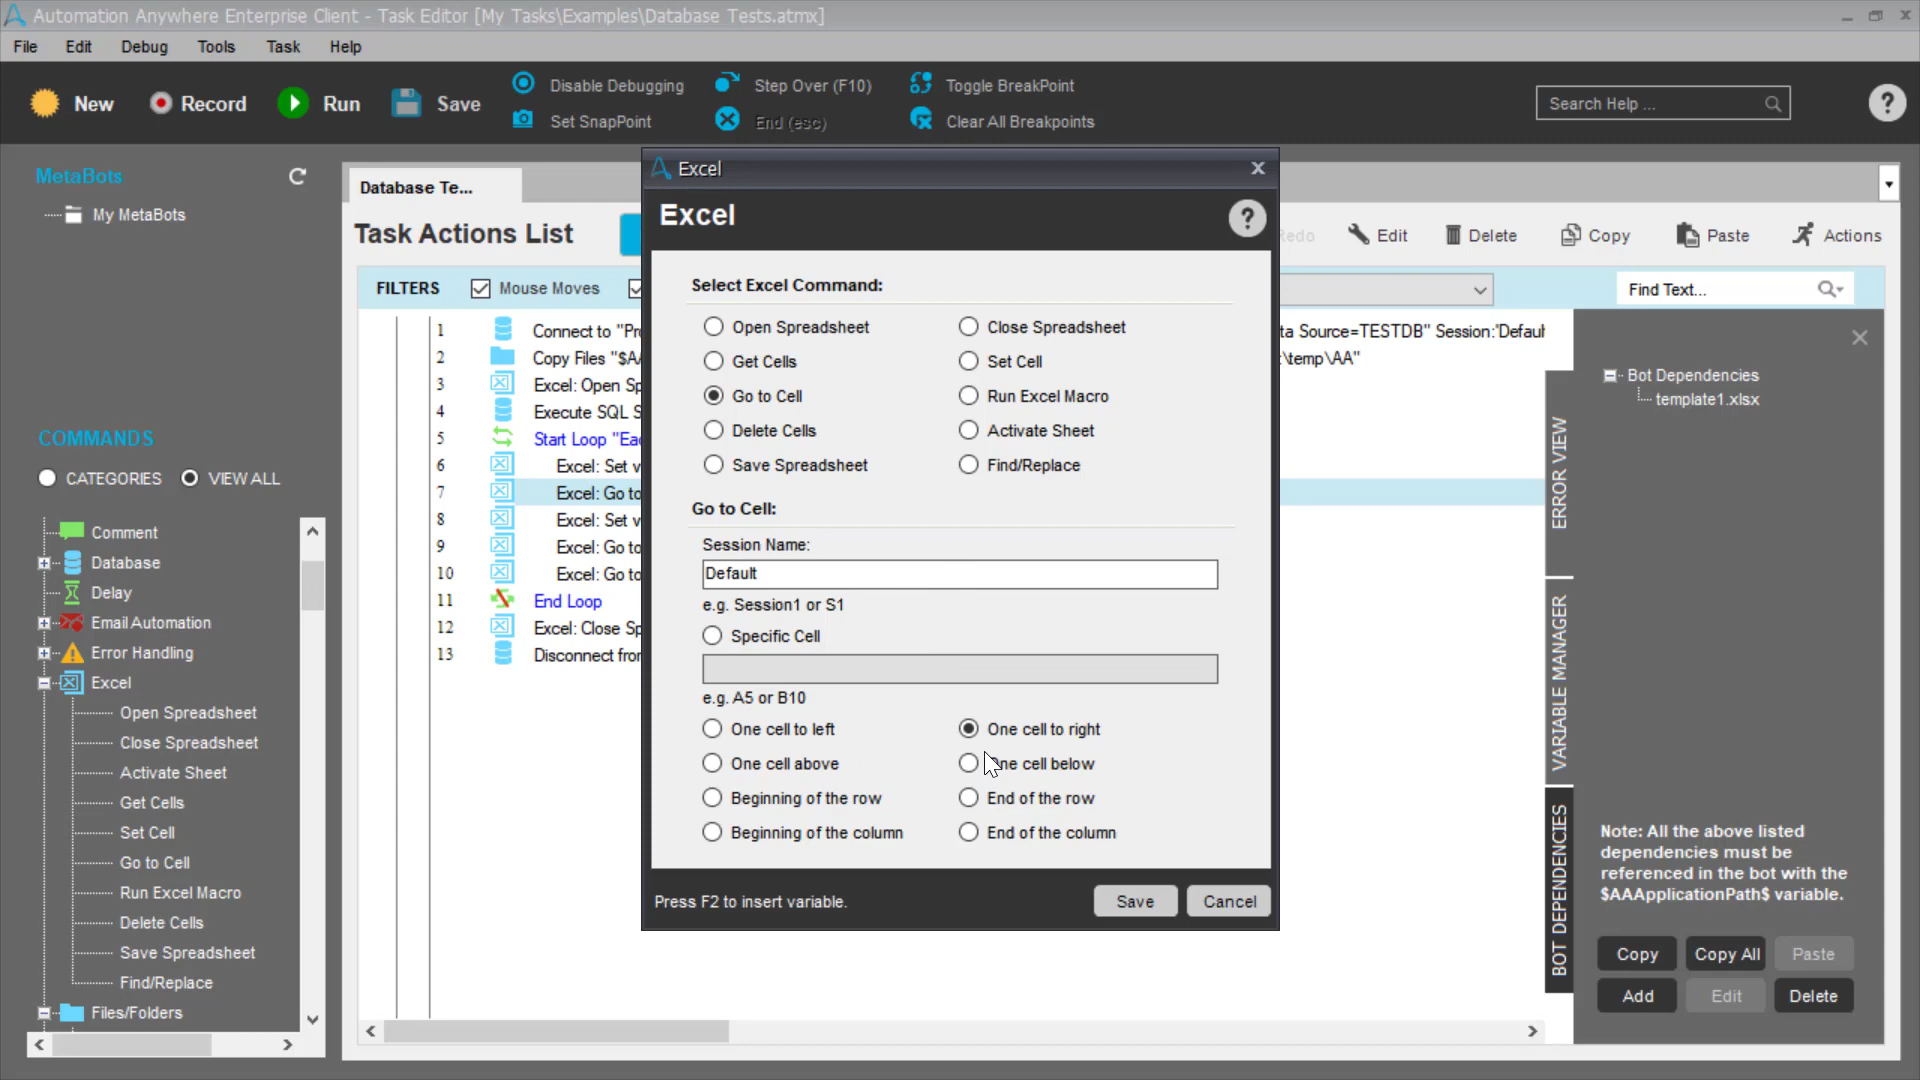 Automation Anywhere Enterprise Client - Task Editor [My Tasks\Examples\Database Tests.atmx]
File Edit Debug Tools Task Help
New Record Run Save
Disable Debugging Step Over (F10) Toggle BreakPoint
Set SnapPoint End (esc) Clear All Breakpoints
Search Help ...
?
MetaBots
My MetaBots
COMMANDS
CATEGORIES VIEW ALL
Comment
Database
Delay
Email Automation
Error Handling
Excel
Open Spreadsheet
Close Spreadsheet
Activate Sheet
Get Cells
Set Cell
Go to Cell
Run Excel Macro
Delete Cells
Save Spreadsheet
Find/Replace
Files/Folders
Database Te...
Task Actions List
Redo Edit Delete Copy Paste Actions
FILTERS Mouse Moves
Find Text...
1 Connect to "Pr ta Source=TESTDB" Session:'Default
2 Copy Files "$A :\temp\AA"
3 Excel: Open Sp
4 Execute SQL S
5 Start Loop "Ea
6 Excel: Set v
7 Excel: Go to
8 Excel: Set v
9 Excel: Go to
10 Excel: Go to
11 End Loop
12 Excel: Close Sp
13 Disconnect from
Excel
Excel
?
Select Excel Command:
Open Spreadsheet Close Spreadsheet
Get Cells Set Cell
Go to Cell Run Excel Macro
Delete Cells Activate Sheet
Save Spreadsheet Find/Replace
Go to Cell:
Session Name:
Default
e.g. Session1 or S1
Specific Cell
e.g. A5 or B10
One cell to left One cell to right
One cell above One cell below
Beginning of the row End of the row
Beginning of the column End of the column
Press F2 to insert variable.
Save Cancel
ERROR VIEW
VARIABLE MANAGER
BOT DEPENDENCIES
Bot Dependencies
template1.xlsx
Note: All the above listed
dependencies must be
referenced in the bot with the
$AAApplicationPath$ variable.
Copy Copy All Paste
Add Edit Delete